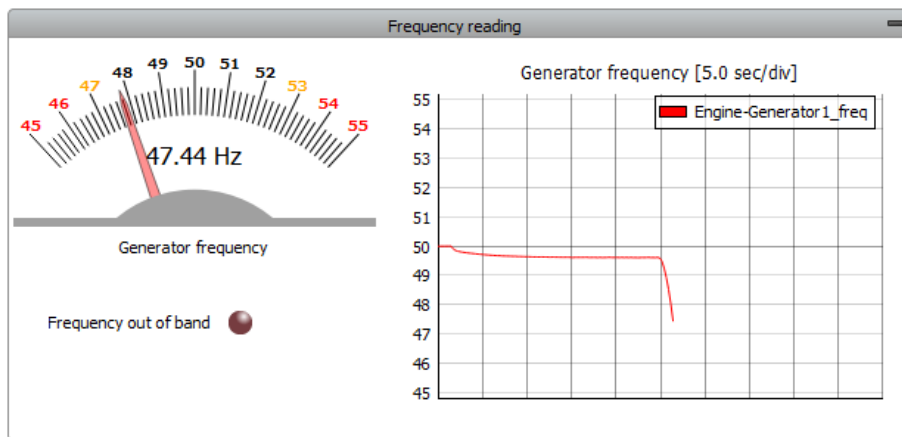 Frequency reading
45 46 47 48 49 50 51 52 53 54 55
47.44 Hz
Generator frequency
Frequency out of band
Generator frequency [5.0 sec/div]
Engine-Generator1_freq
55
54
53
52
51
50
49
48
47
46
45